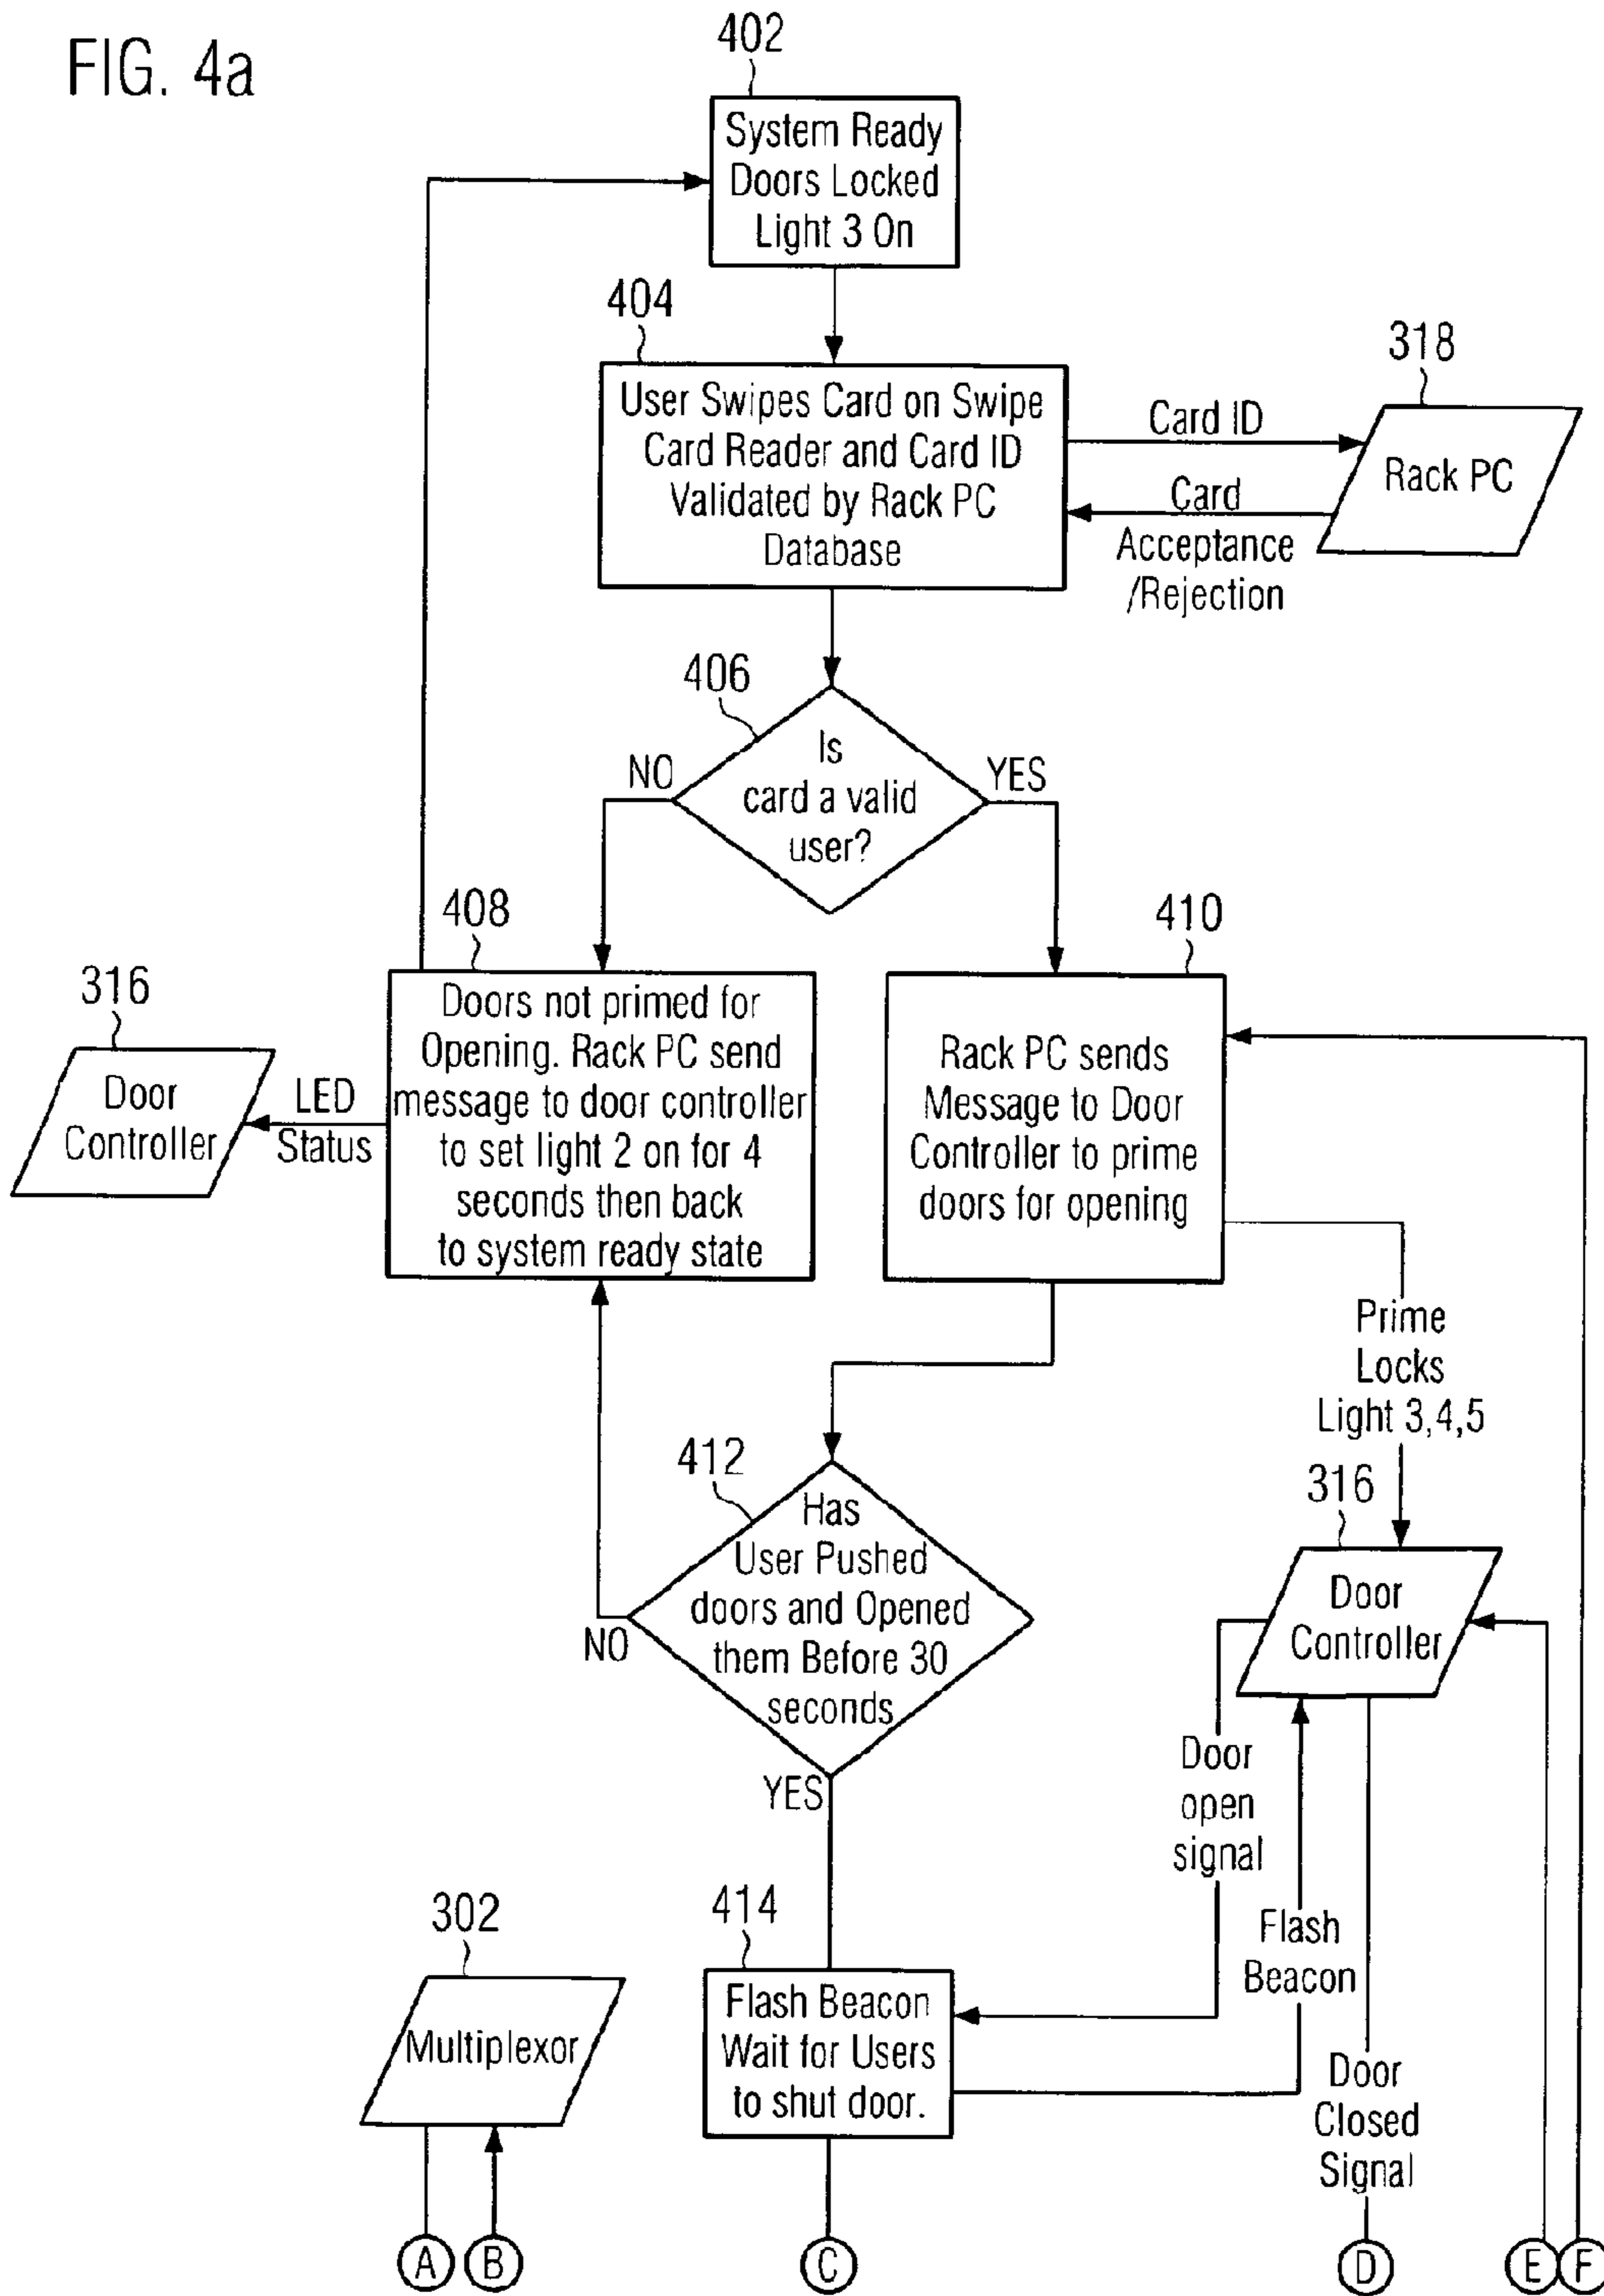 FIG. 4a
402
System Ready
Doors Locked
Light 3 On
404
User Swipes Card on Swipe
Card Reader and Card ID
Validated by Rack PC
Database
Card ID
Card
Acceptance
/Rejection
318
Rack PC
406
Is
card a valid
user?
NO
YES
408
Doors not primed for
Opening. Rack PC send
message to door controller
to set light 2 on for 4
seconds then back
to system ready state
316
Door
Controller
LED
Status
410
Rack PC sends
Message to Door
Controller to prime
doors for opening
Prime
Locks
Light 3,4,5
412
Has
User Pushed
doors and Opened
them Before 30
seconds
NO
YES
316
Door
Controller
Door
open
signal
Flash
Beacon
Door
Closed
Signal
414
Flash Beacon
Wait for Users
to shut door.
302
Multiplexor
A
B
C
D
E
F